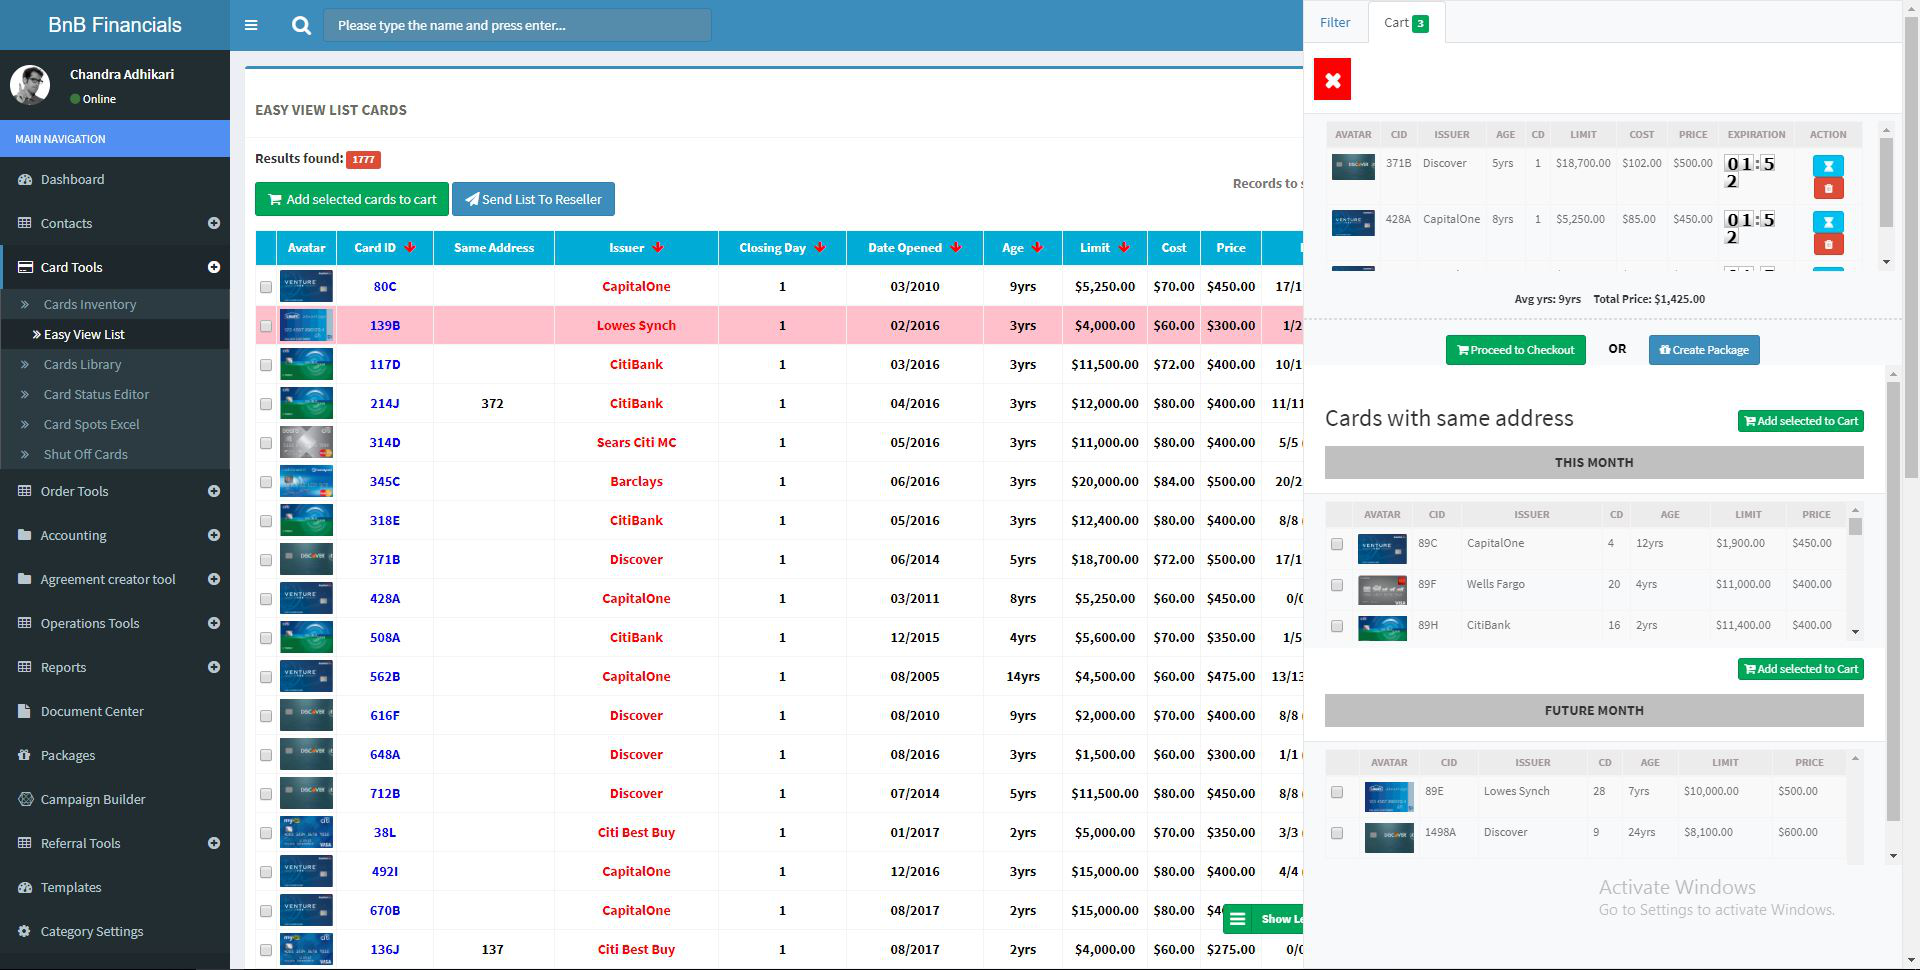 BnB Financials
Please type the name and press enter...
Chandra Adhikari
Online
MAIN NAVIGATION
Dashboard
Contacts
Card Tools
Cards Inventory
Easy View List
Cards Library
Card Status Editor
Card Spots Excel
Shut Off Cards
Order Tools
Accounting
Agreement creator tool
Operations Tools
Reports
Document Center
Packages
Campaign Builder
Referral Tools
Templates
Category Settings
EASY VIEW LIST CARDS
Results found: 1777
Add selected cards to cart Send List To Reseller
Records to s
Avatar Card ID Same Address Issuer Closing Day Date Opened Age Limit Cost Price
80C CapitalOne 1 03/2010 9yrs $5,250.00 $70.00 $450.00 17/1
139B Lowes Synch 1 02/2016 3yrs $4,000.00 $60.00 $300.00 1/2
117D CitiBank 1 03/2016 3yrs $11,500.00 $72.00 $400.00 10/1
214J 372 CitiBank 1 04/2016 3yrs $12,000.00 $80.00 $400.00 11/11
314D Sears Citi MC 1 05/2016 3yrs $11,000.00 $80.00 $400.00 5/5 (
345C Barclays 1 06/2016 3yrs $20,000.00 $84.00 $500.00 20/2
318E CitiBank 1 05/2016 3yrs $12,400.00 $80.00 $400.00 8/8 (
371B Discover 1 06/2014 5yrs $18,700.00 $72.00 $500.00 17/1
428A CapitalOne 1 03/2011 8yrs $5,250.00 $60.00 $450.00 0/0
508A CitiBank 1 12/2015 4yrs $5,600.00 $70.00 $350.00 1/5
562B CapitalOne 1 08/2005 14yrs $4,500.00 $60.00 $475.00 13/13
616F Discover 1 08/2010 9yrs $2,000.00 $70.00 $400.00 8/8 (
648A Discover 1 08/2016 3yrs $1,500.00 $60.00 $300.00 1/1 (
712B Discover 1 07/2014 5yrs $11,500.00 $80.00 $450.00 8/8 (
38L Citi Best Buy 1 01/2017 2yrs $5,000.00 $70.00 $350.00 3/3 (
492I CapitalOne 1 12/2016 3yrs $15,000.00 $80.00 $400.00 4/4 (
670B CapitalOne 1 08/2017 2yrs $15,000.00 $80.00 $4
136J 137 Citi Best Buy 1 08/2017 2yrs $4,000.00 $60.00 $275.00 0/0
Show Le
Filter Cart 3
AVATAR CID ISSUER AGE CD LIMIT COST PRICE EXPIRATION ACTION
371B Discover 5yrs 1 $18,700.00 $102.00 $500.00 01:52
428A CapitalOne 8yrs 1 $5,250.00 $85.00 $450.00 01:52
Avg yrs: 9yrs Total Price: $1,425.00
Proceed to Checkout OR Create Package
Cards with same address Add selected to Cart
THIS MONTH
AVATAR CID ISSUER CD AGE LIMIT PRICE
89C CapitalOne 4 12yrs $1,900.00 $450.00
89F Wells Fargo 20 4yrs $11,000.00 $400.00
89H CitiBank 16 2yrs $11,400.00 $400.00
Add selected to Cart
FUTURE MONTH
AVATAR CID ISSUER CD AGE LIMIT PRICE
89E Lowes Synch 28 7yrs $10,000.00 $500.00
1498A Discover 9 24yrs $8,100.00 $600.00
Activate Windows
Go to Settings to activate Windows.